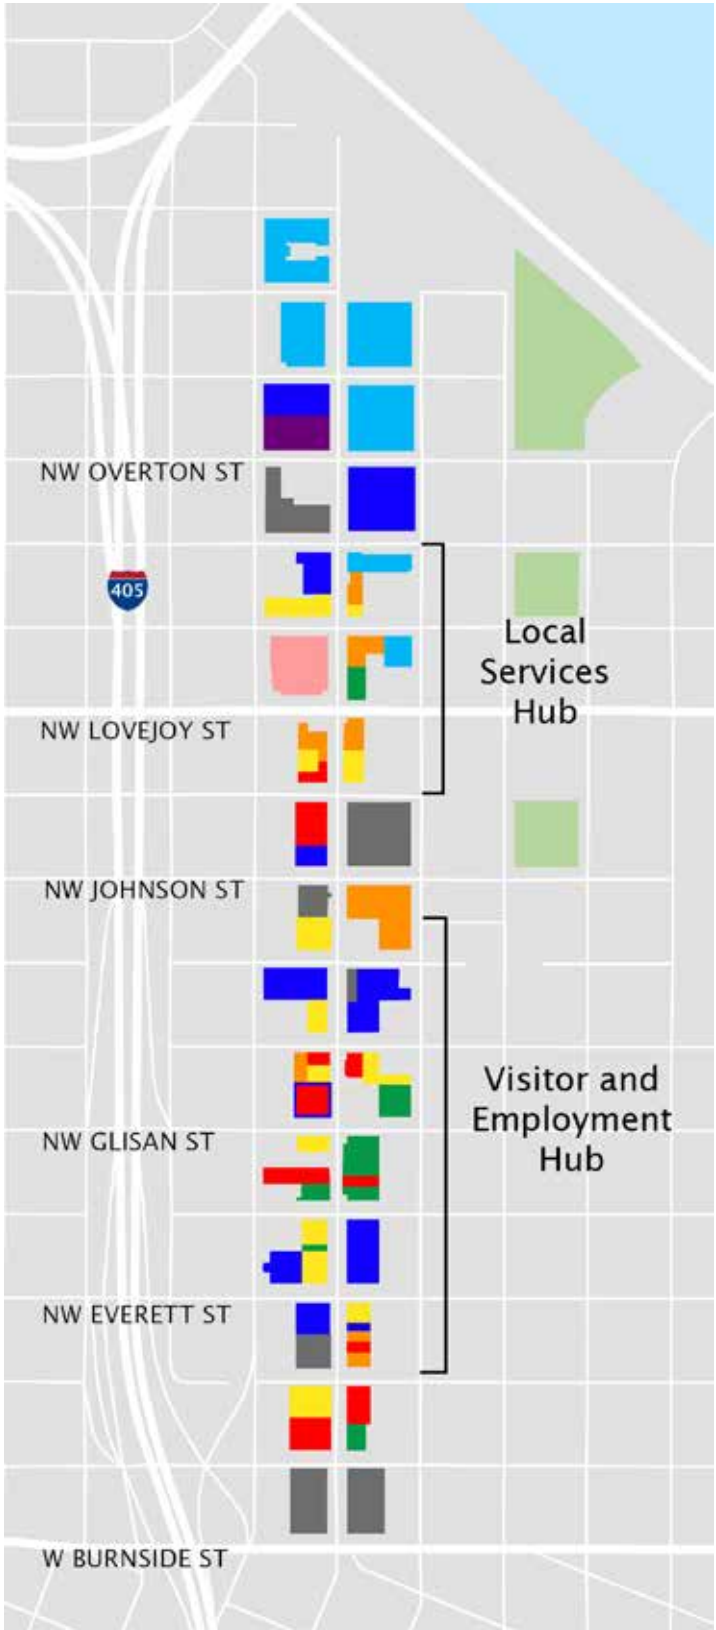 NW OVERTON ST
405
Local
Services
Hub
NW LOVEJOY ST
NW JOHNSON ST
Visitor and
Employment
Hub
NW GLISAN ST
NW EVERETT ST
W BURNSIDE ST